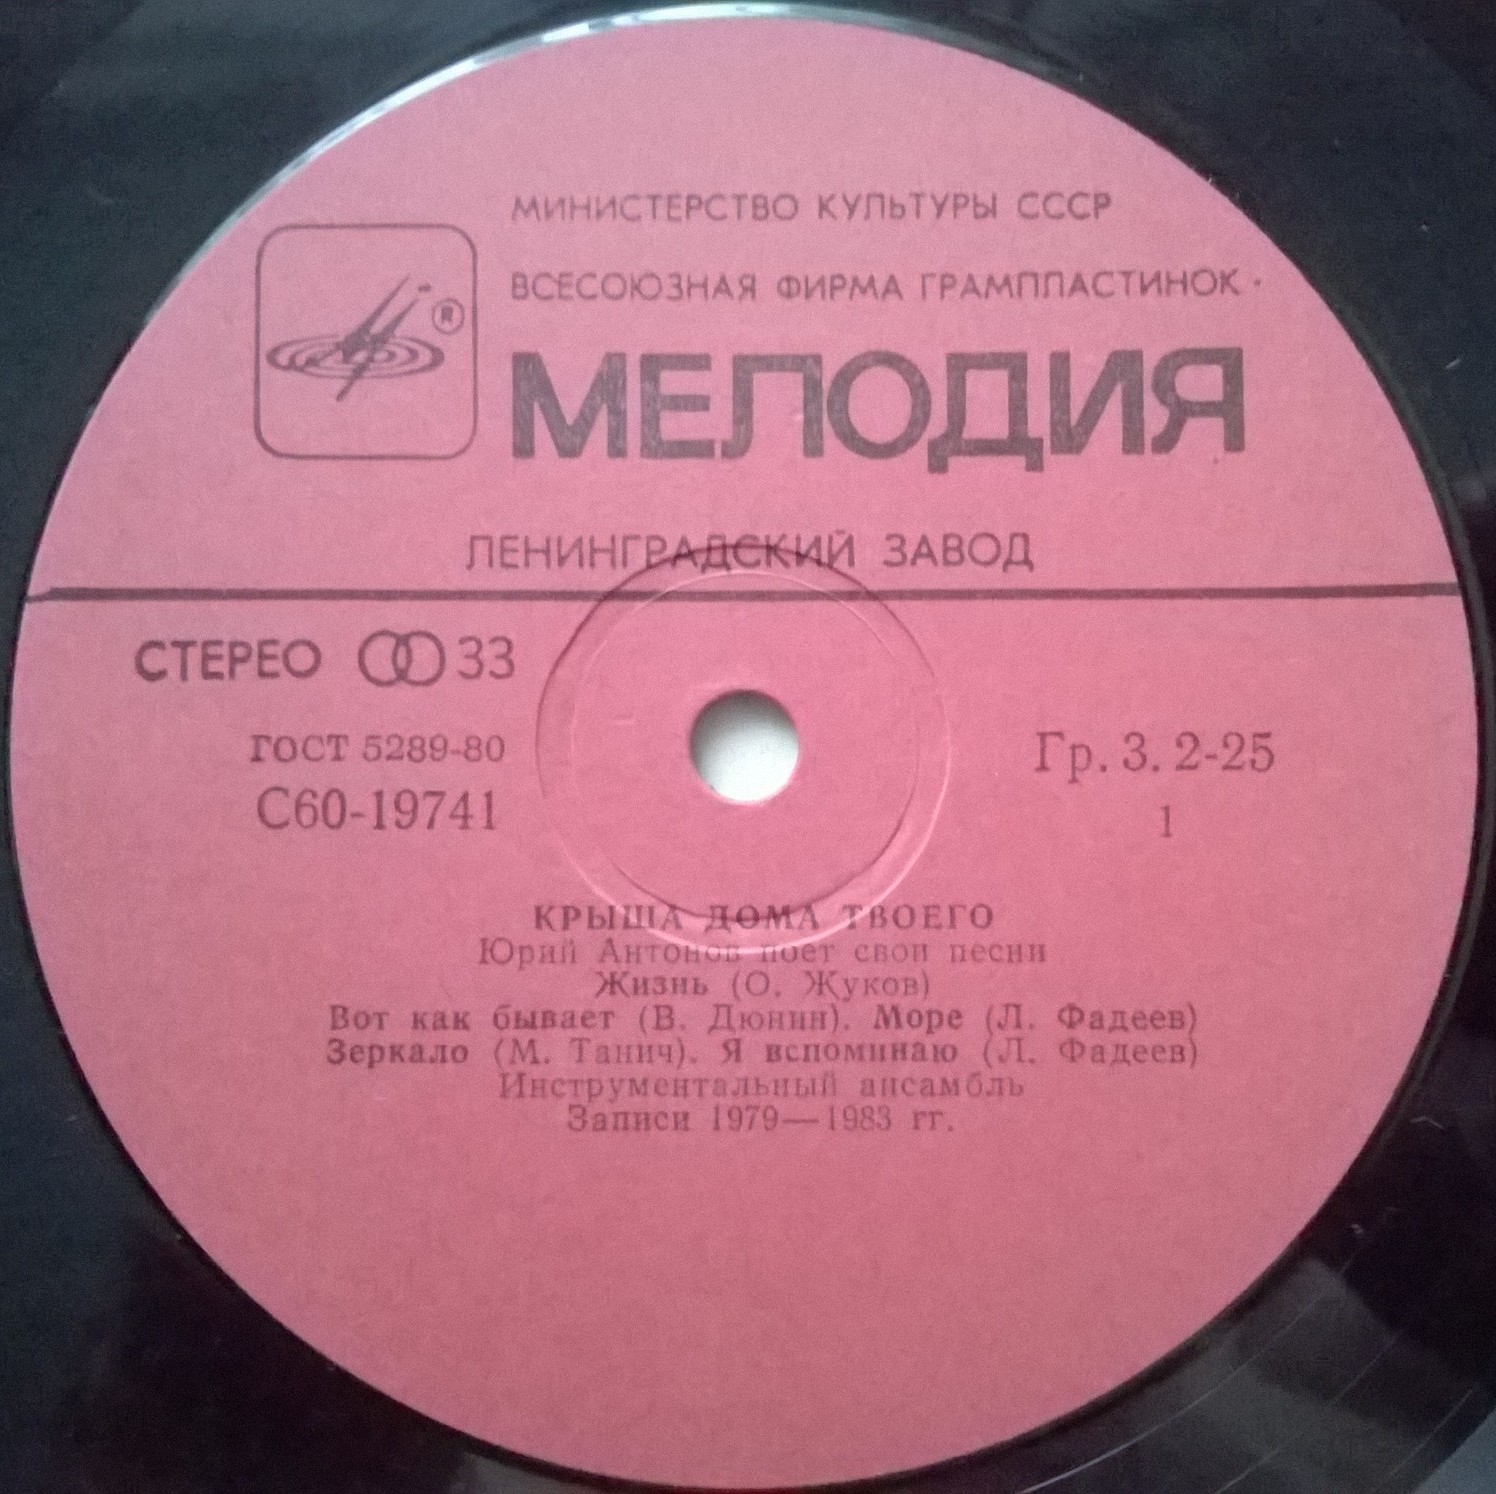 МИНИСТЕРСТВО КУЛЬТУРЫ СССР
ВСЕСОЮЗНАЯ ФИРМА ГРАМПЛАСТИНОК
®
МЕЛОДИЯ
ЛЕНИНГРАДСКИЙ ЗАВОД
СТЕРЕО 33
ГОСТ 5289-80
Гр. 3. 2-25
С60-19741
1
КРЫША ДОМА ТВОЕГО
Юрий Антонов поет свои песни
Жизнь (О. Жуков)
Вот как бывает (В. Дюнин). Море (Л. Фадеев)
Зеркало (М. Танич). Я вспоминаю (Л. Фадеев)
Инструментальный ансамбль
Записи 1979—1983 гг.